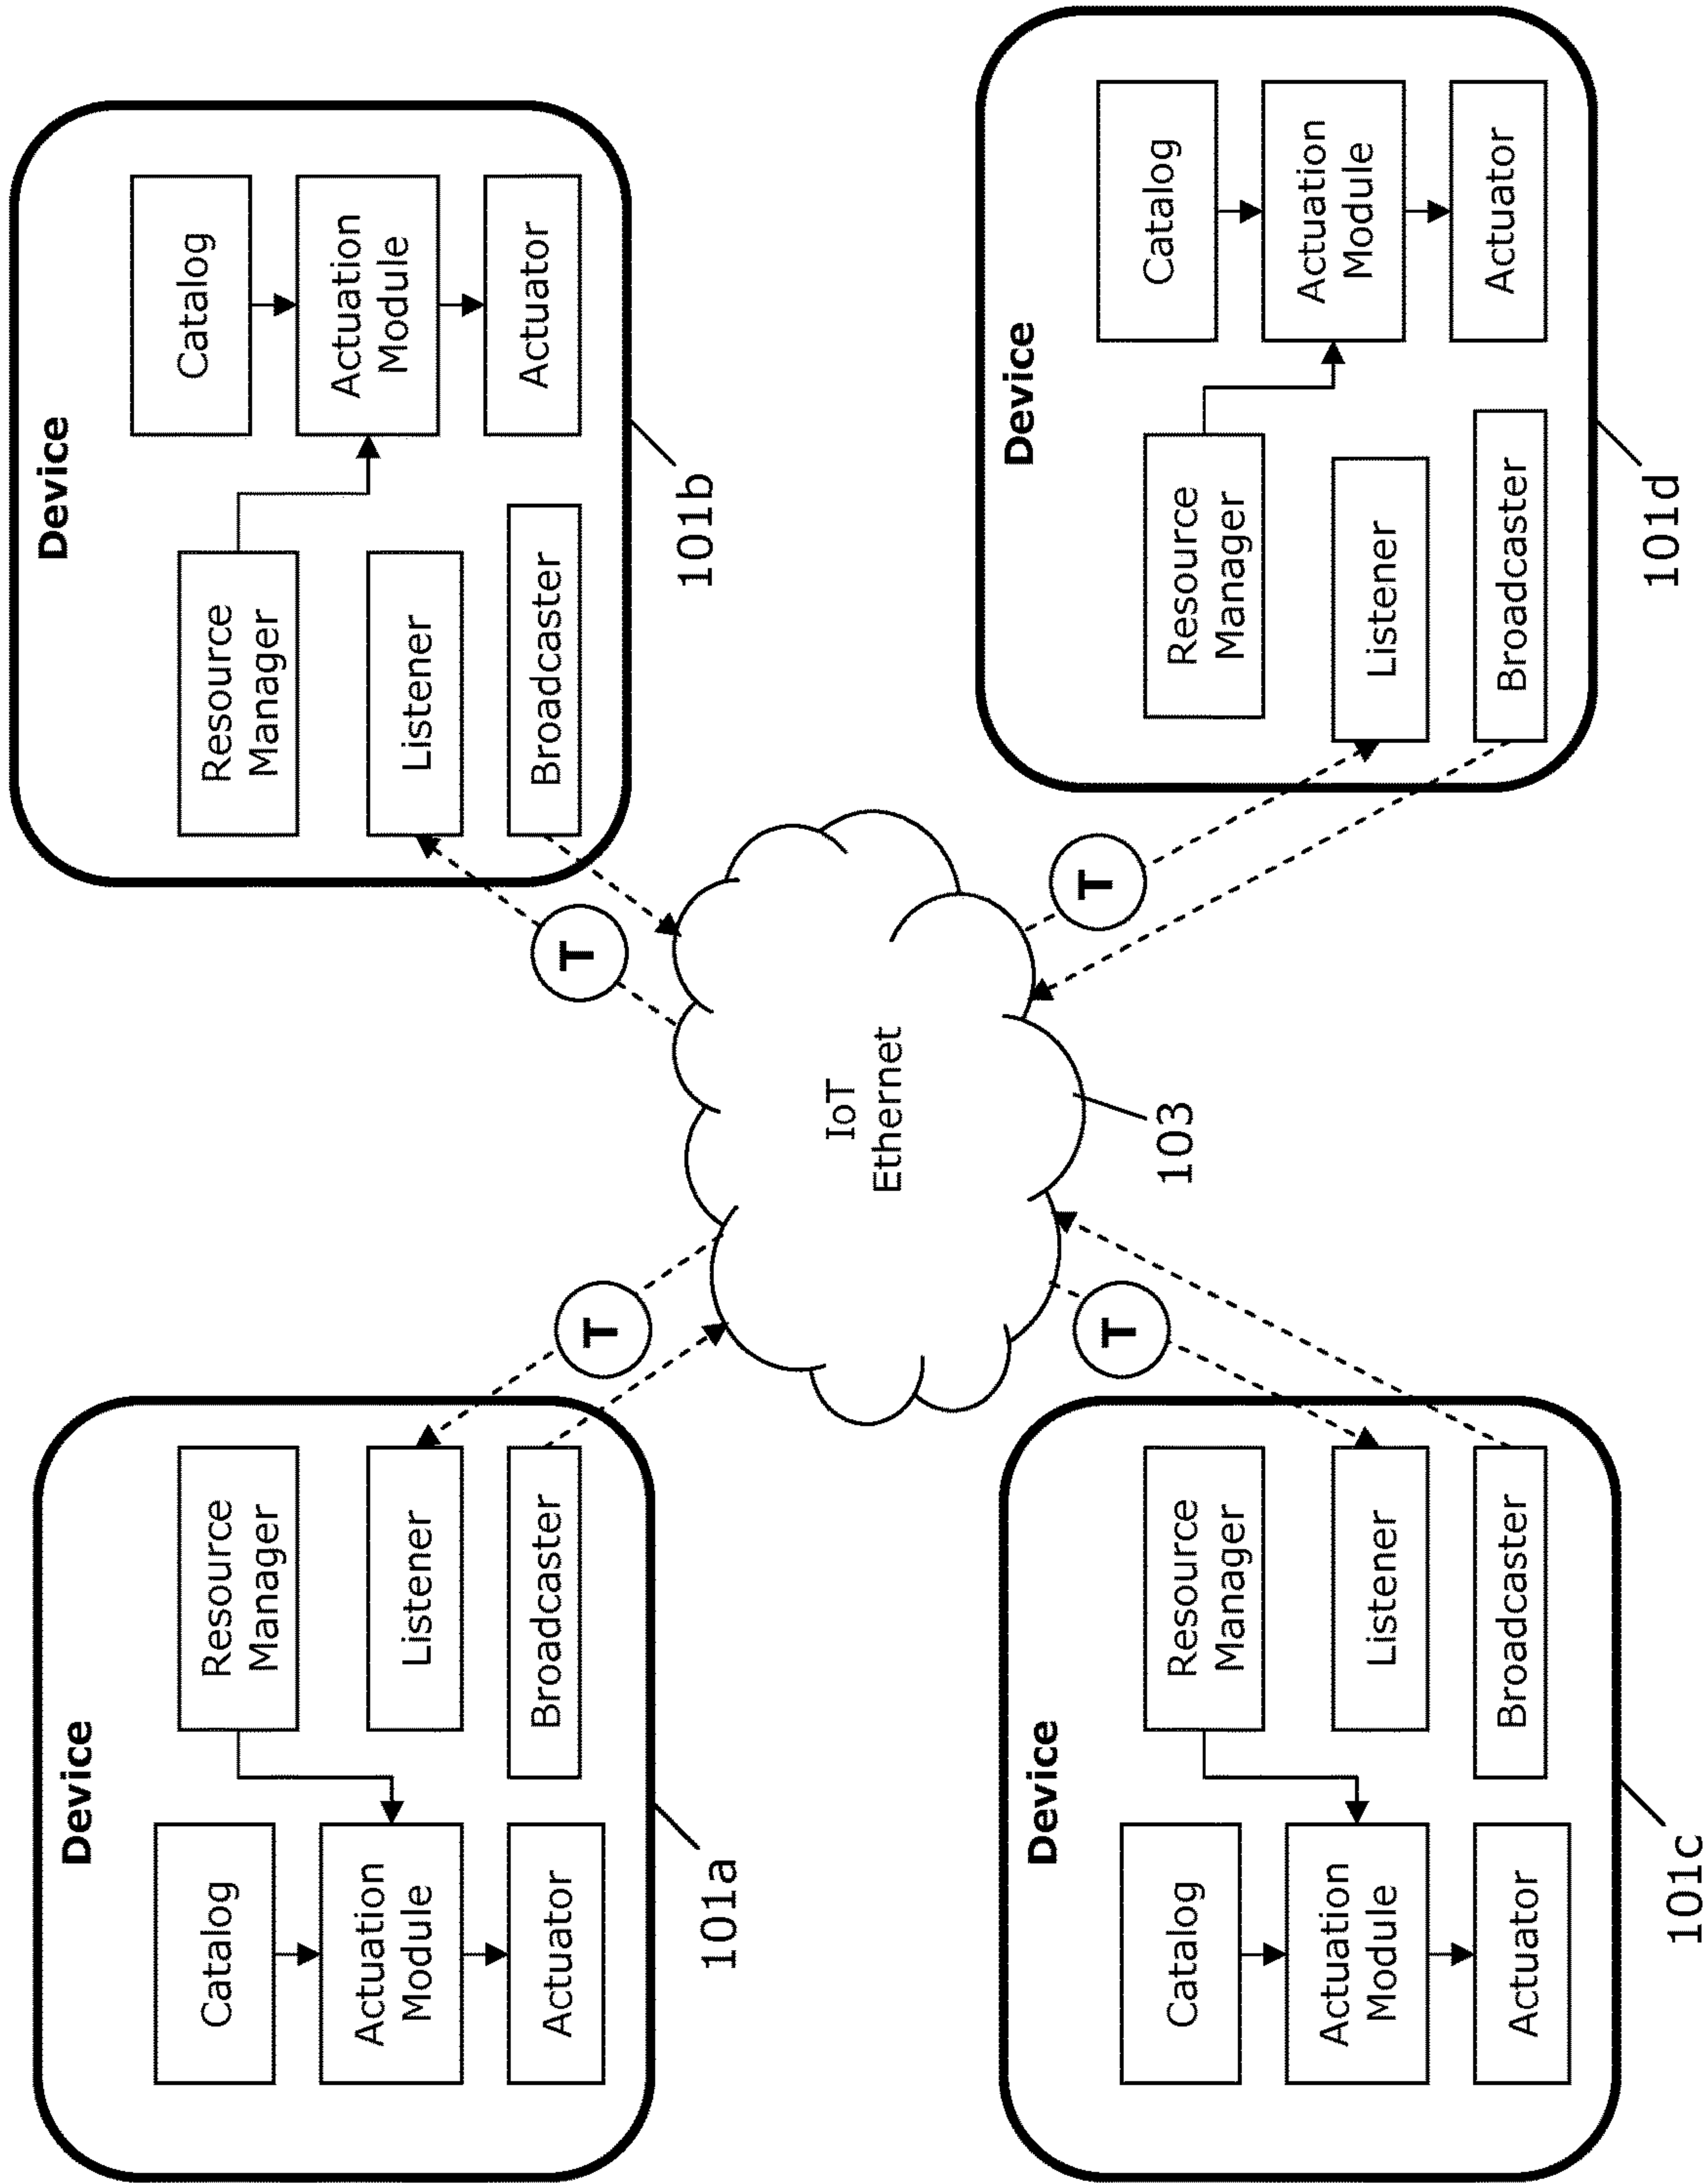 Device
Catalog
Actuation
Module
Actuator
Resource
Manager
Listener
Broadcaster
101a
T
Device
Resource
Manager
Listener
Broadcaster
Catalog
Actuation
Module
Actuator
101b
T
IoT
Ethernet
103
Device
Catalog
Actuation
Module
Actuator
Resource
Manager
Listener
Broadcaster
101c
T
Device
Resource
Manager
Listener
Broadcaster
Catalog
Actuation
Module
Actuator
101d
T